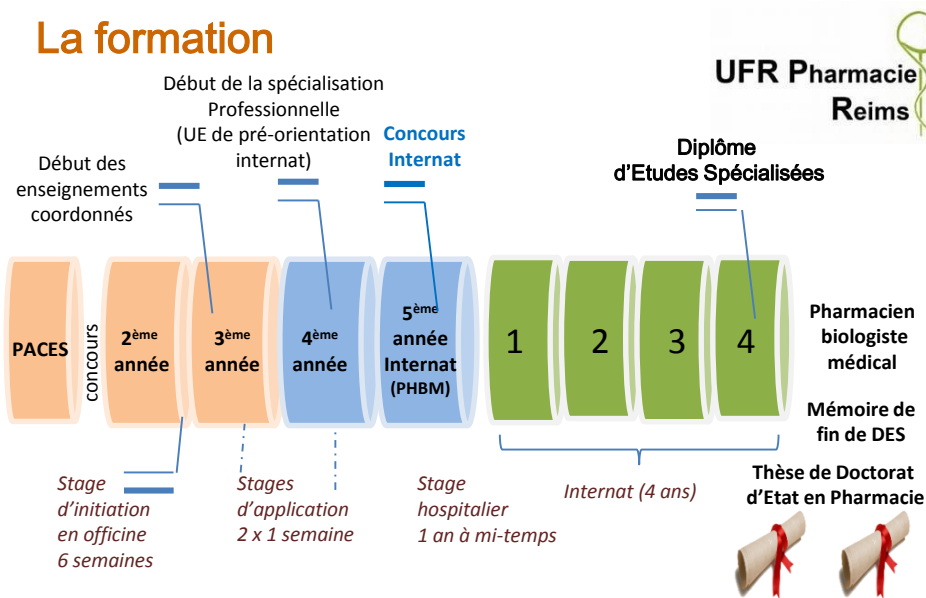 La formation
UFR Pharmacie
Reims
Début de la spécialisation
Professionnelle
(UE de pré-orientation
internat)
Concours
Internat
Diplôme
d'Etudes Spécialisées
Début des
enseignements
coordonnés
PACES
concours
2ème
année
3ème
année
4ème
année
5ème
année
Internat
(PHBM)
1
2
3
4
Pharmacien
biologiste
médical
Mémoire de
fin de DES
Thèse de Doctorat
d'Etat en Pharmacie
Stage
d'initiation
en officine
6 semaines
Stages
d'application
2 x 1 semaine
Stage
hospitalier
1 an à mi-temps
Internat (4 ans)